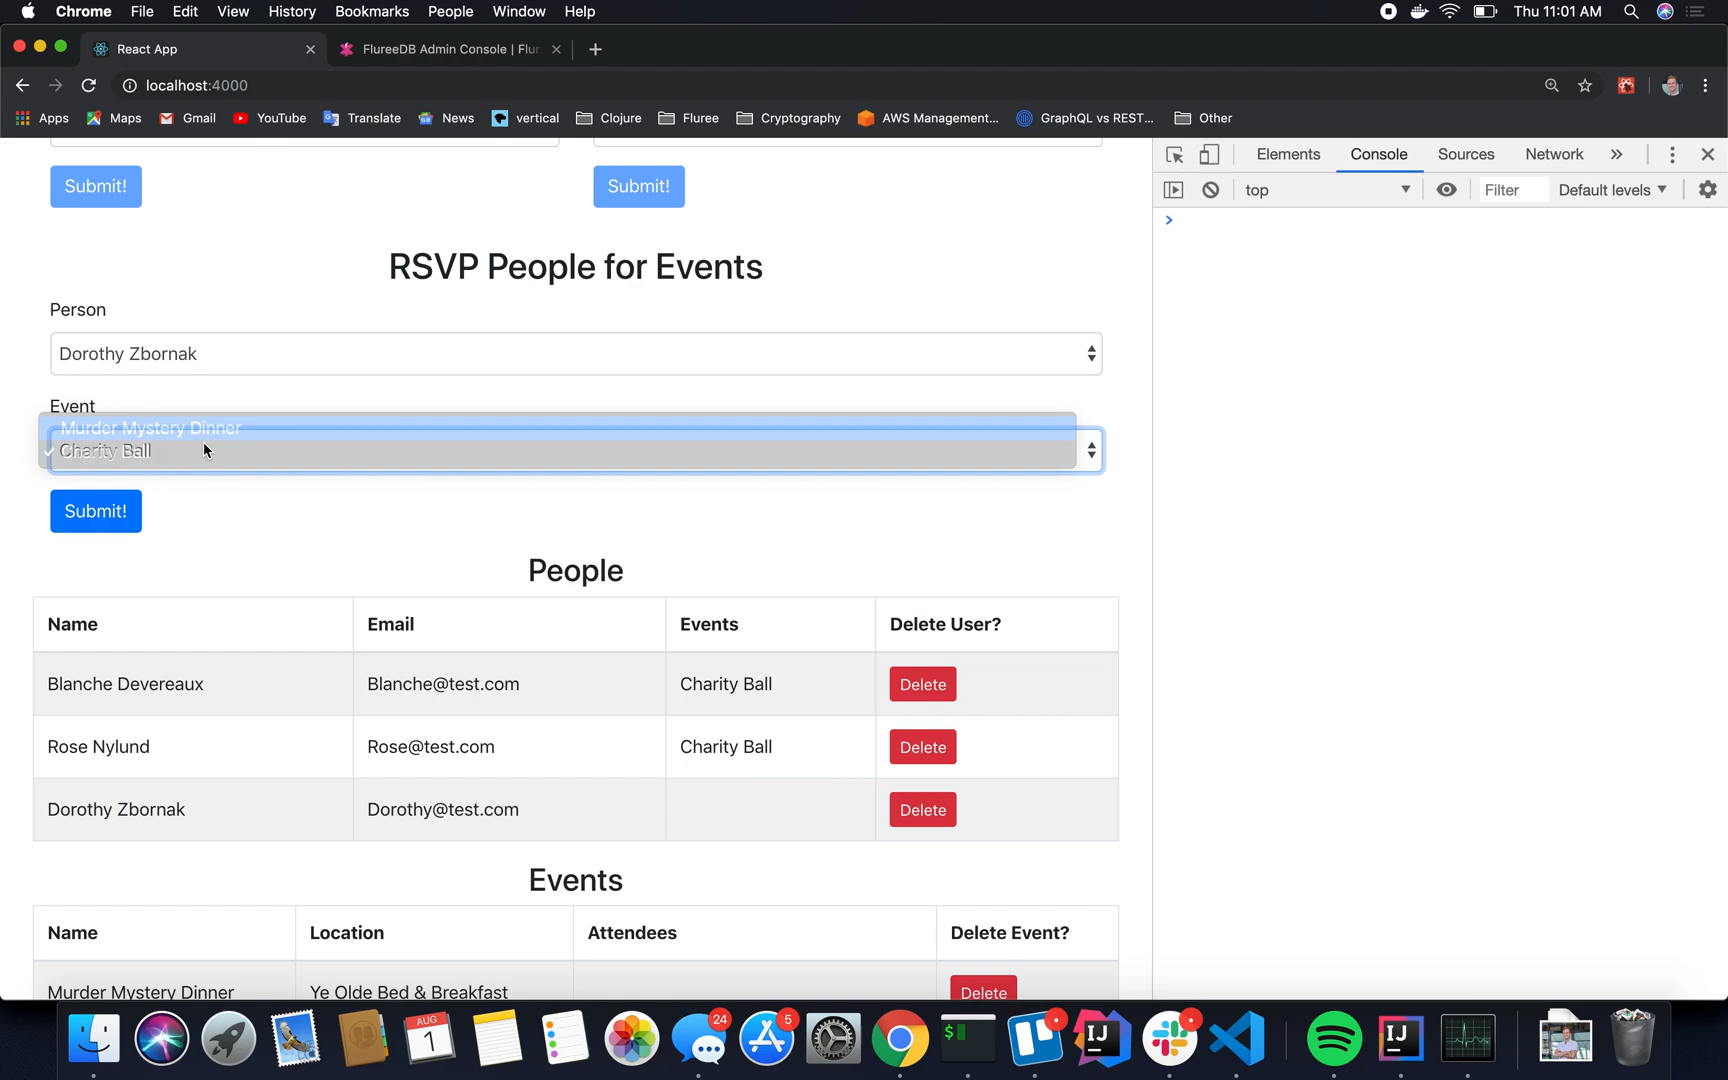 Chrome File Edit View History Bookmarks People Window Help Thu 11:01 AM
React App FlureeDB Admin Console | Flur
localhost:4000
Apps Maps Gmail YouTube Translate News vertical Clojure Fluree Cryptography AWS Management... GraphQL vs REST... Other
Submit! Submit!
RSVP People for Events
Person
Dorothy Zbornak
Event
Murder Mystery Dinner
✓ Charity Ball
Submit!
People
Name Email Events Delete User?
Blanche Devereaux Blanche@test.com Charity Ball Delete
Rose Nylund Rose@test.com Charity Ball Delete
Dorothy Zbornak Dorothy@test.com Delete
Events
Name Location Attendees Delete Event?
Murder Mystery Dinner Ye Olde Bed & Breakfast Delete
Elements Console Sources Network »
top Filter Default levels
>
AUG
1
24
5
$
IJ
IJ